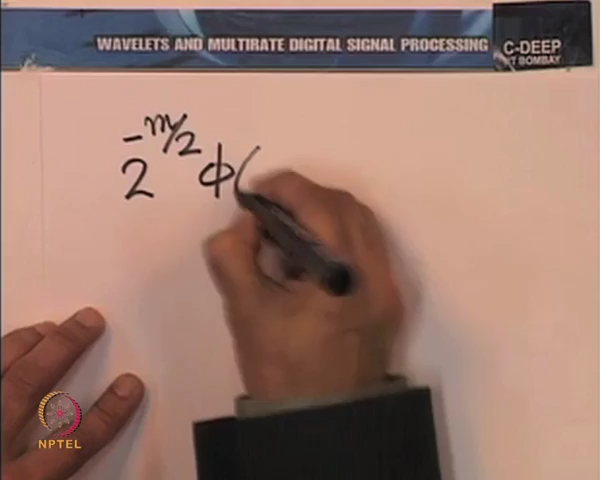 WAVELETS AND MULTIRATE DIGITAL SIGNAL PROCESSING
C-DEEP
IIT BOMBAY
2^{-m/2} ϕ(
NPTEL